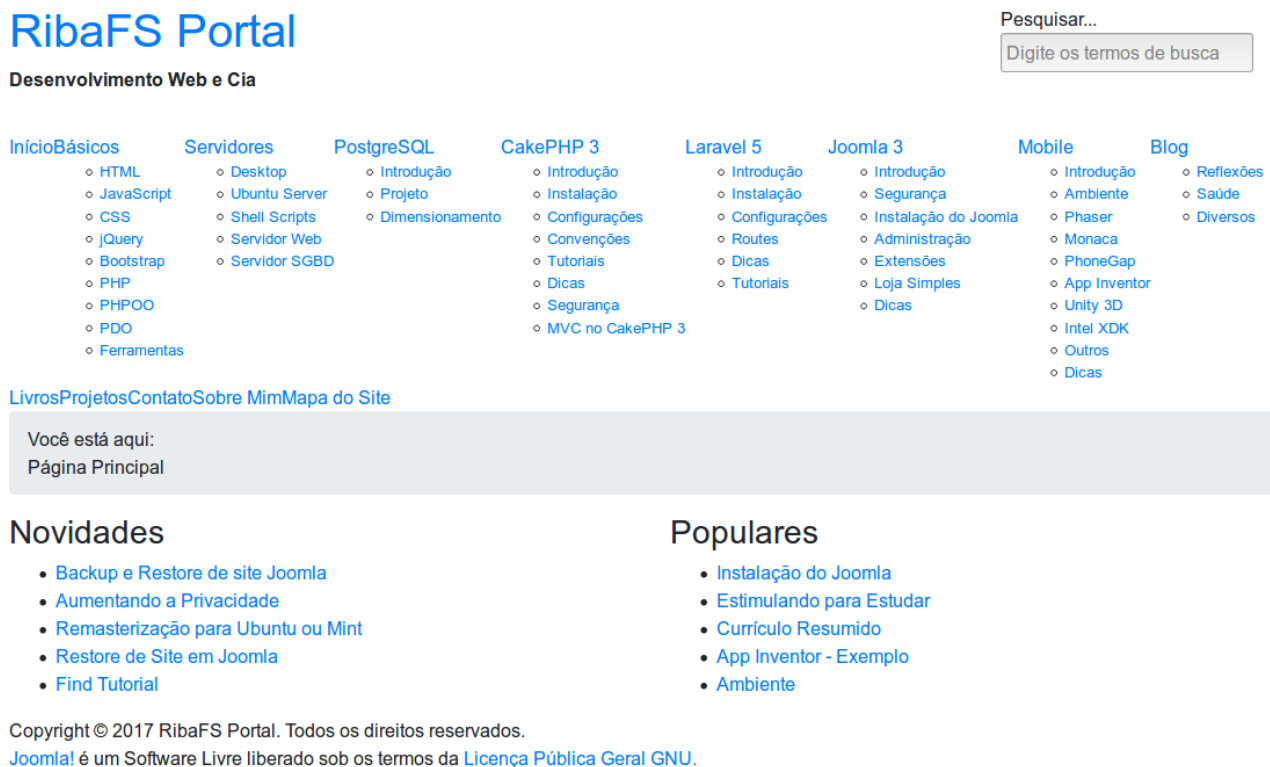 RibaFS Portal
Pesquisar...
Digite os termos de busca
Desenvolvimento Web e Cia
Início
Básicos
HTML
JavaScript
CSS
jQuery
Bootstrap
PHP
PHPOO
PDO
Ferramentas
Servidores
Desktop
Ubuntu Server
Shell Scripts
Servidor Web
Servidor SGBD
PostgreSQL
Introdução
Projeto
Dimensionamento
CakePHP 3
Introdução
Instalação
Configurações
Convenções
Tutoriais
Dicas
Segurança
MVC no CakePHP 3
Laravel 5
Introdução
Instalação
Configurações
Routes
Dicas
Tutoriais
Joomla 3
Introdução
Segurança
Instalação do Joomla
Administração
Extensões
Loja Simples
Dicas
Mobile
Introdução
Ambiente
Phaser
Monaca
PhoneGap
App Inventor
Unity 3D
Intel XDK
Outros
Dicas
Blog
Reflexões
Saúde
Diversos
LivrosProjetosContatoSobre MimMapa do Site
Você está aqui:
Página Principal
Novidades
Backup e Restore de site Joomla
Aumentando a Privacidade
Remasterização para Ubuntu ou Mint
Restore de Site em Joomla
Find Tutorial
Populares
Instalação do Joomla
Estimulando para Estudar
Currículo Resumido
App Inventor - Exemplo
Ambiente
Copyright © 2017 RibaFS Portal. Todos os direitos reservados.
Joomla! é um Software Livre liberado sob os termos da Licença Pública Geral GNU.